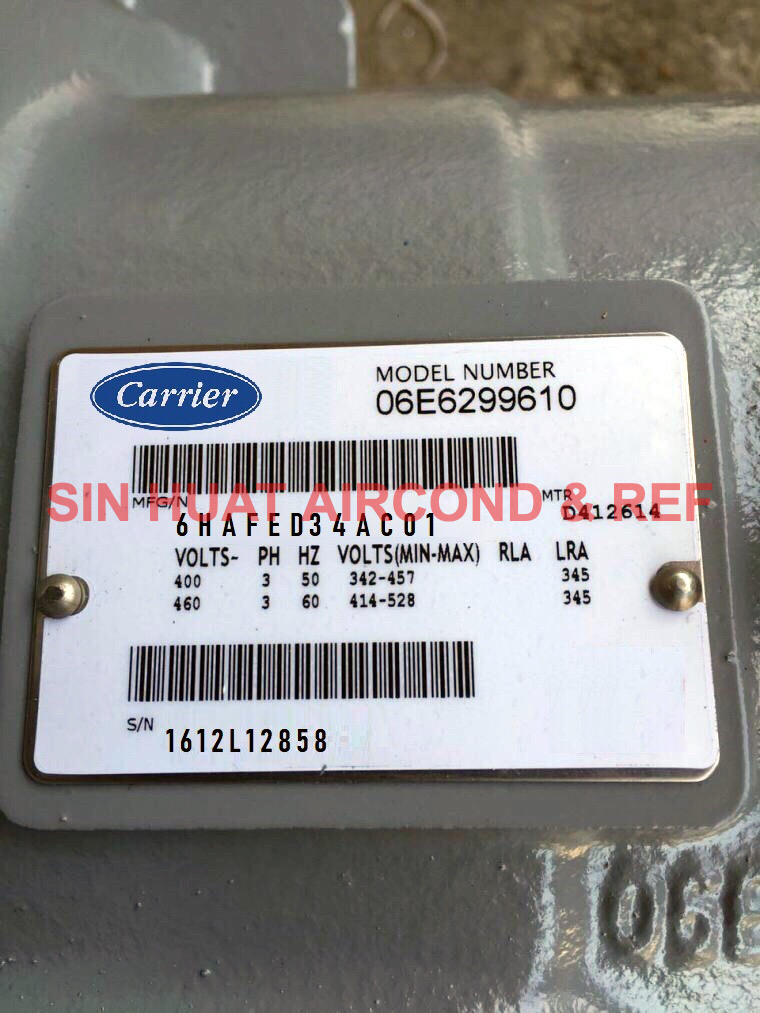 Carrier
MODEL NUMBER
06E6299610
SIN HUAT AIRCOND & REF
MFG/N
6HAFED34AC01
MTR
D412614
VOLTS~ PH HZ VOLTS(MIN-MAX) RLA LRA
400 3 50 342-457 345
460 3 60 414-528 345
S/N
1612L12858
06E